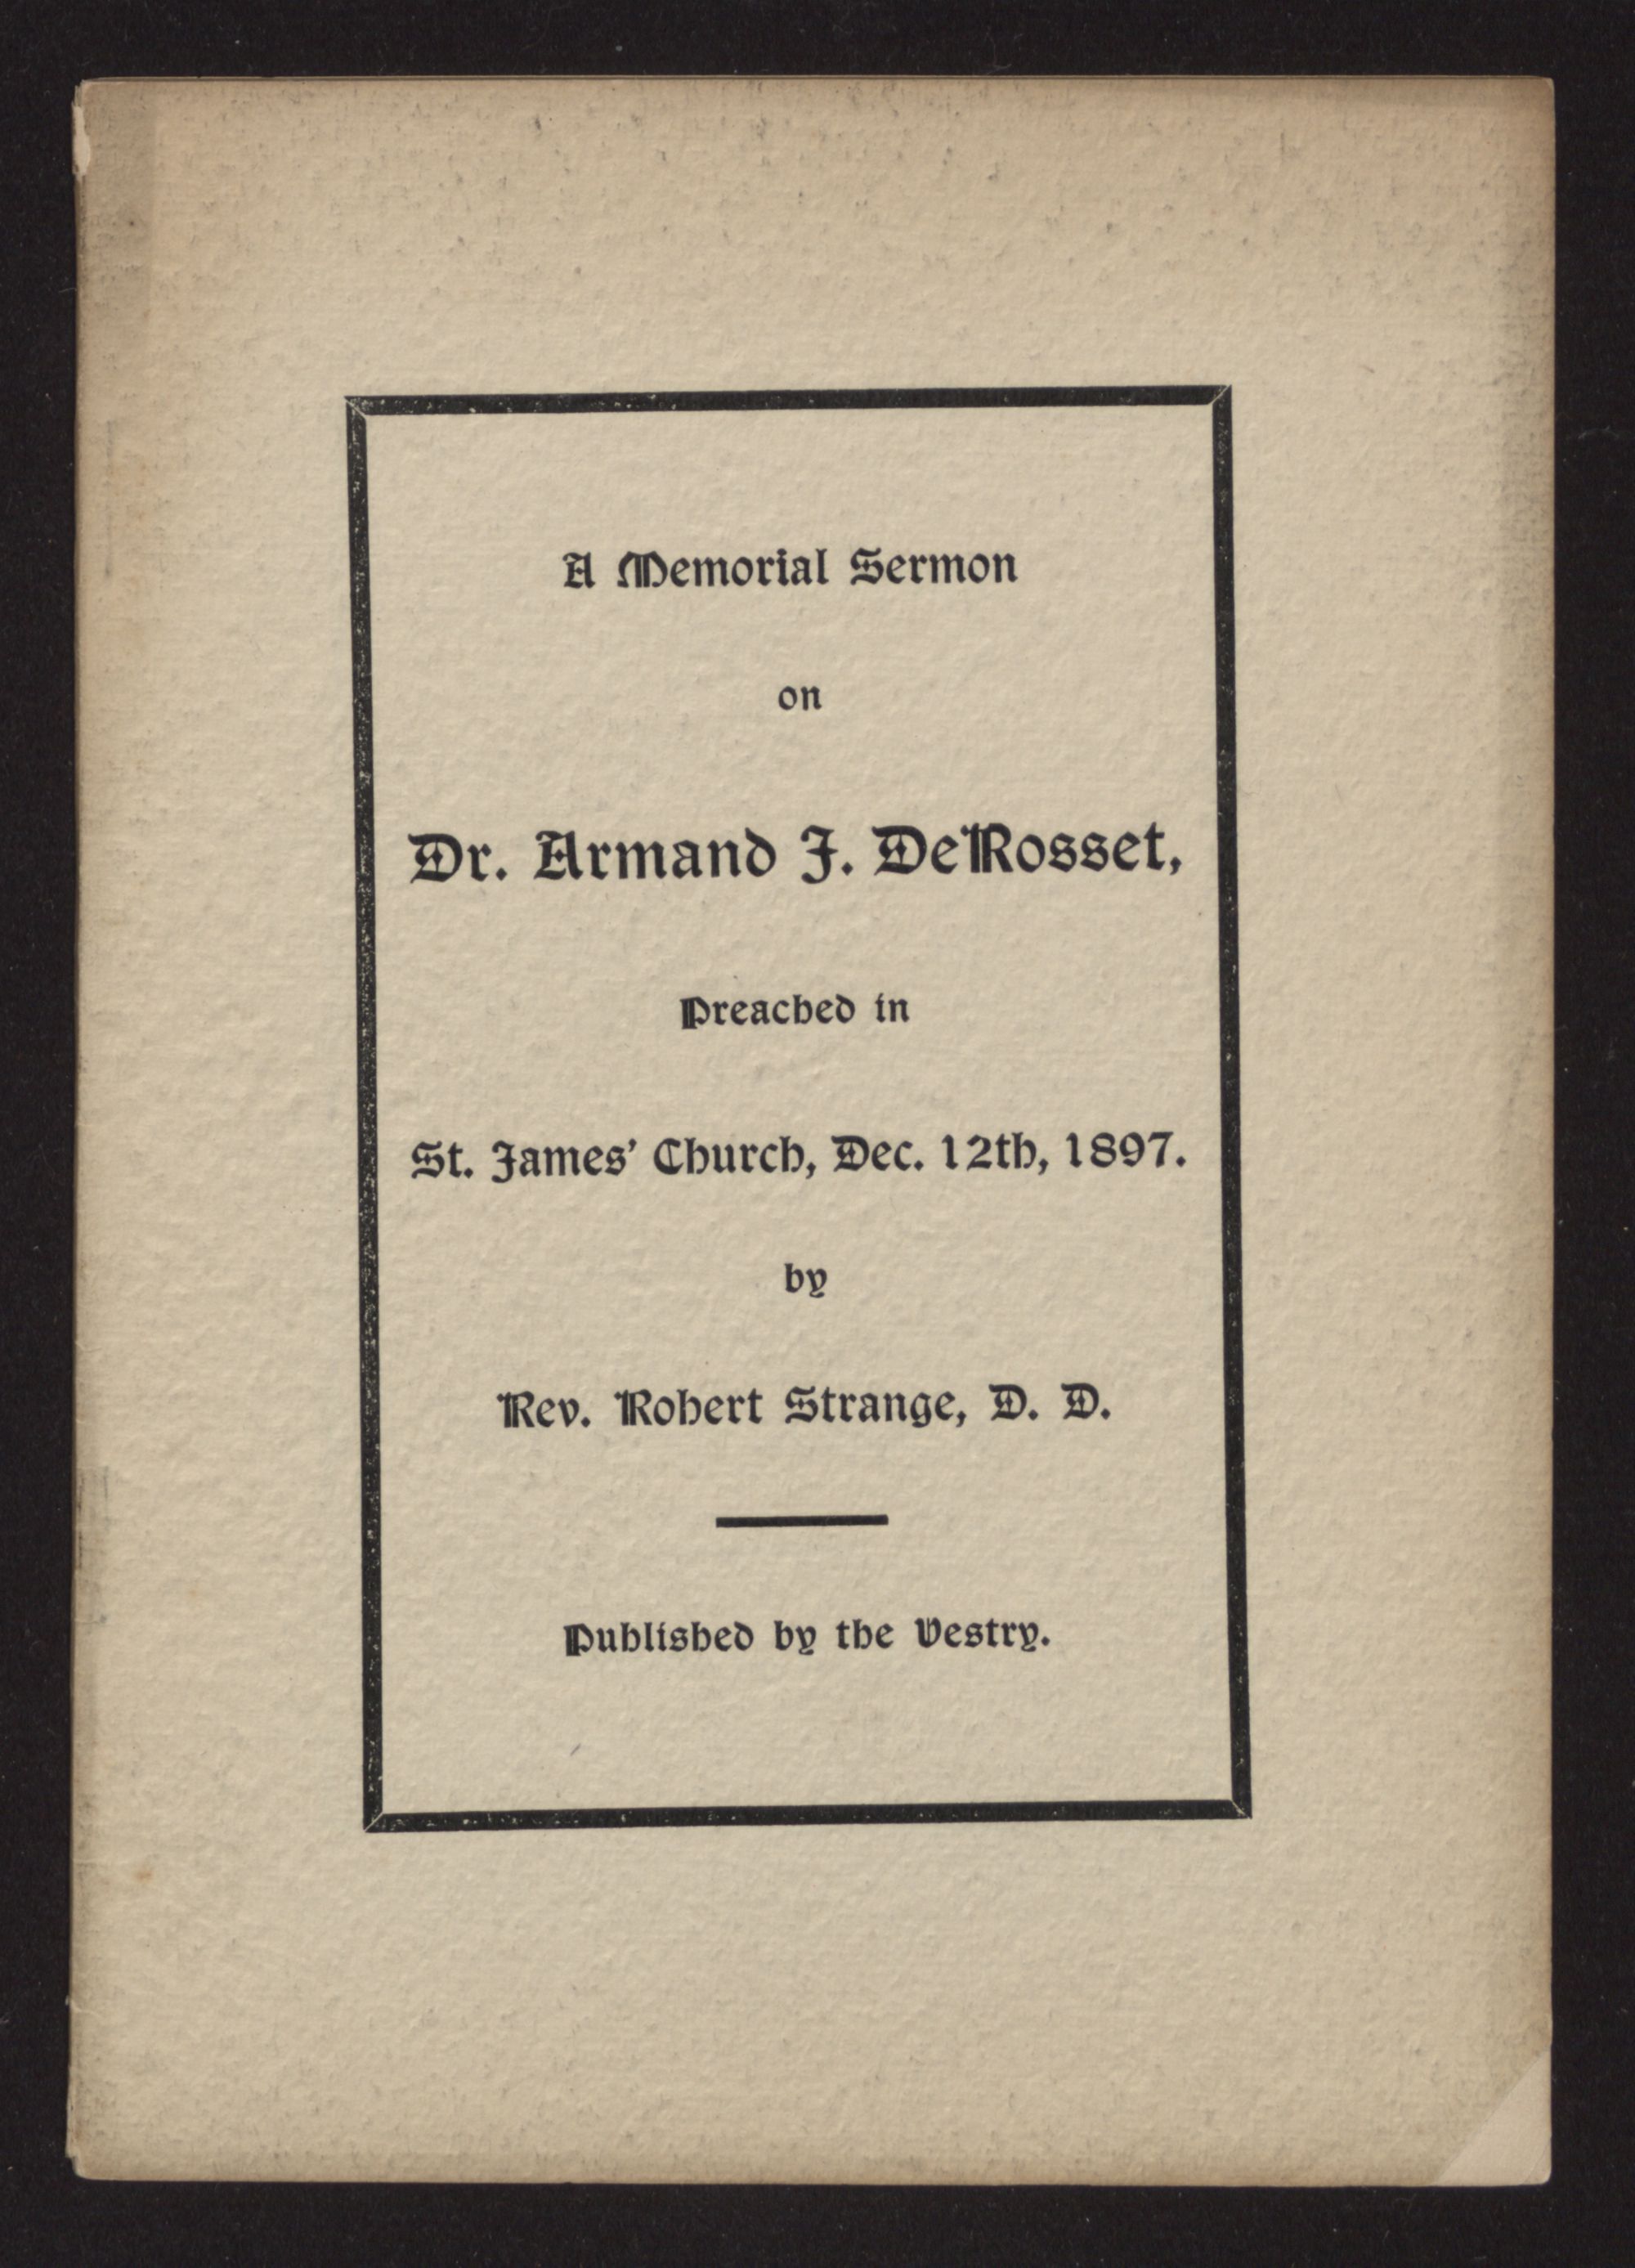 A Memorial Sermon
on
Dr. Armand J. DeRosset,
Preached in
St. James' Church, Dec. 12th, 1897.
by
Rev. Robert Strange, D. D.
Published by the Vestry.